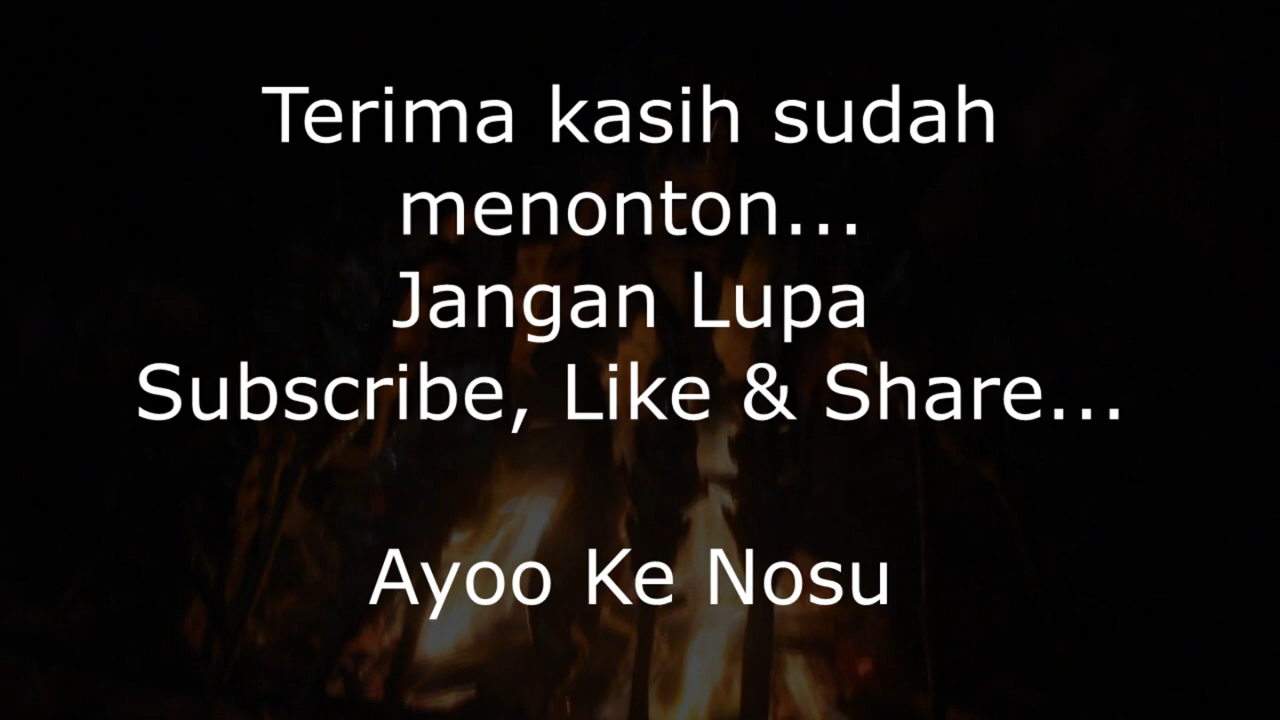 Terima kasih sudah
menonton...
Jangan Lupa
Subscribe, Like & Share...
Ayoo Ke Nosu